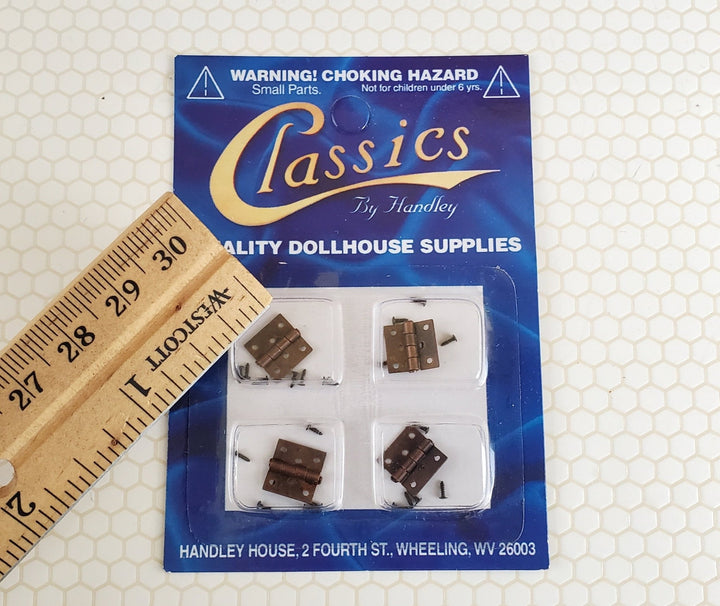 WARNING! CHOKING HAZARD
Small Parts. Not for children under 6 yrs.
Classics
By Handley
ALITY DOLLHOUSE SUPPLIES
27 28 29 30
WESTCOTT
2 1
HANDLEY HOUSE, 2 FOURTH ST., WHEELING, WV 26003